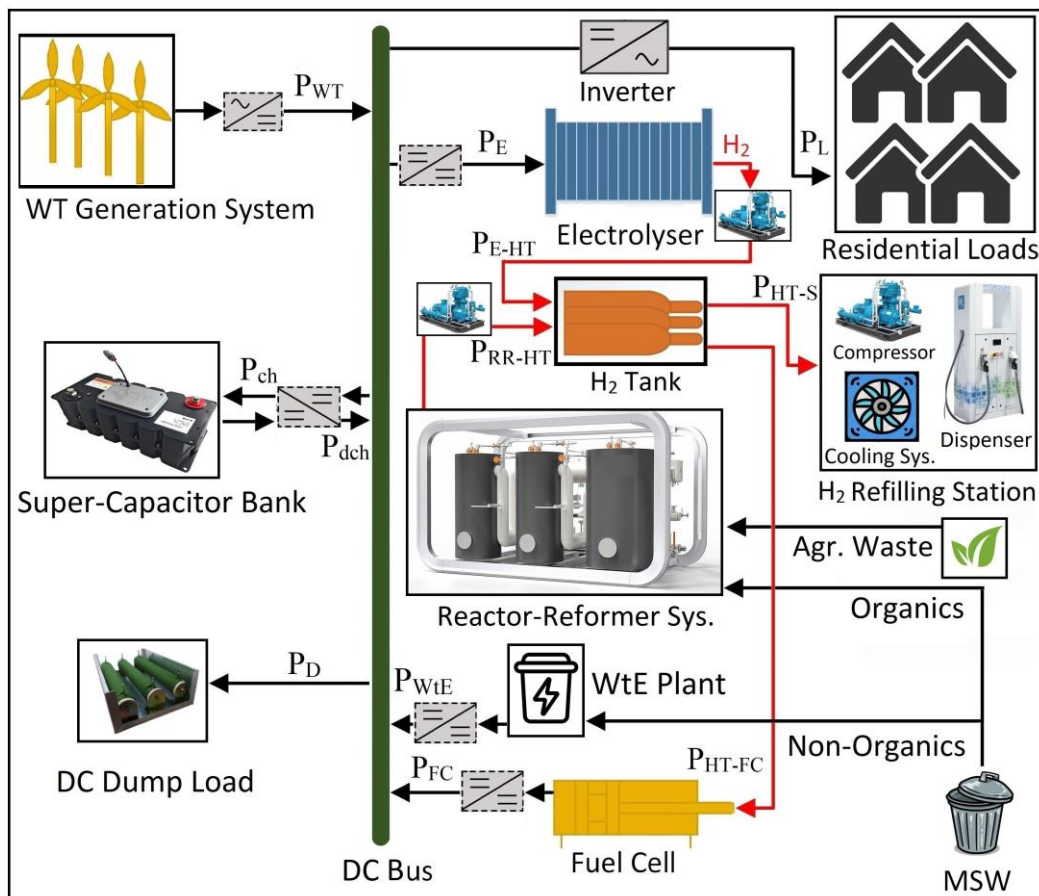 P_WT
Inverter
P_E
H₂
P_L
WT Generation System
Electrolyser
Residential Loads
P_E-HT
P_HT-S
P_RR-HT
H₂ Tank
Compressor
Dispenser
Cooling Sys.
H₂ Refilling Station
P_ch
P_dch
Super-Capacitor Bank
Agr. Waste
Reactor-Reformer Sys.
Organics
P_D
P_WtE
WtE Plant
Non-Organics
DC Dump Load
P_FC
P_HT-FC
DC Bus
Fuel Cell
MSW